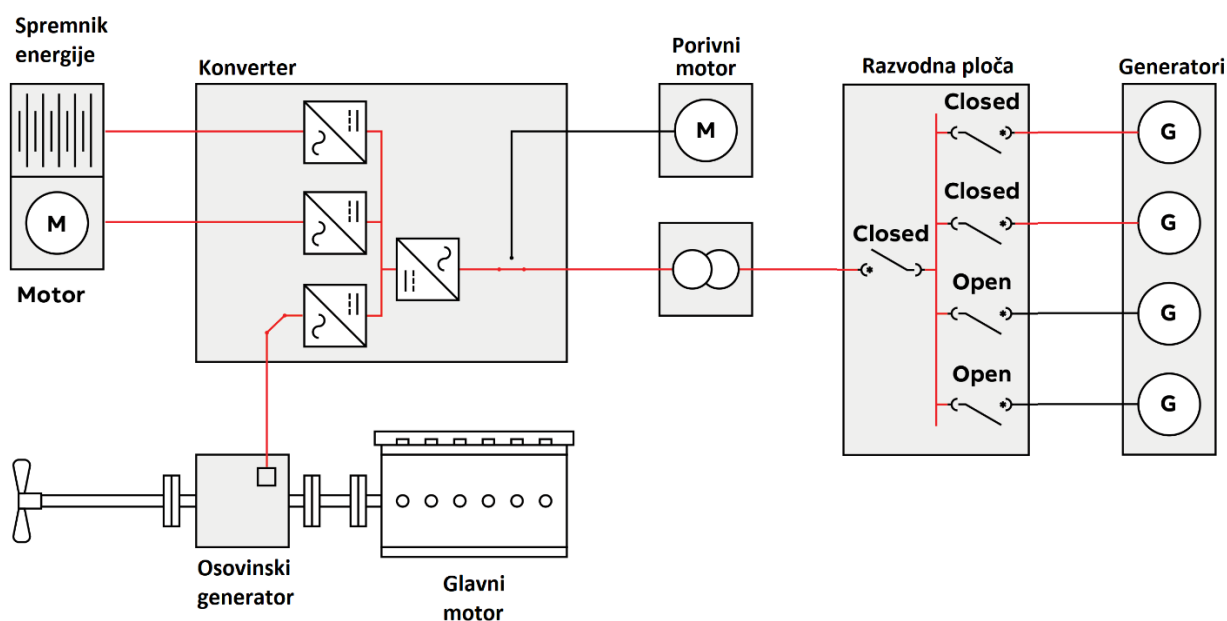 Spremnik
energije
Konverter
Porivni
motor
Razvodna ploča
Generatori
M
Motor
M
Closed
Closed
Closed
Open
Open
G
G
G
G
Osovinski
generator
Glavni
motor